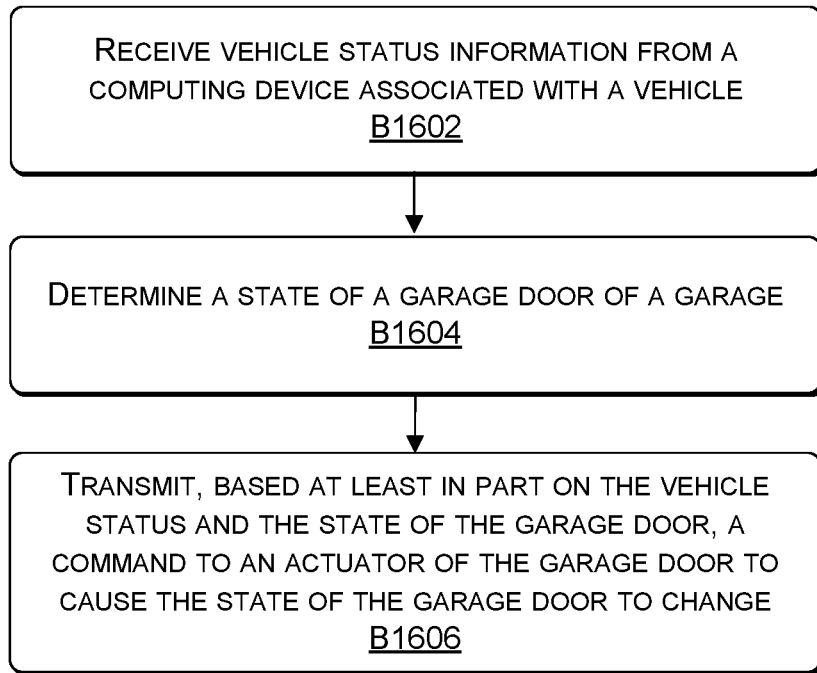 RECEIVE VEHICLE STATUS INFORMATION FROM A
COMPUTING DEVICE ASSOCIATED WITH A VEHICLE
B1602
DETERMINE A STATE OF A GARAGE DOOR OF A GARAGE
B1604
TRANSMIT, BASED AT LEAST IN PART ON THE VEHICLE
STATUS AND THE STATE OF THE GARAGE DOOR, A
COMMAND TO AN ACTUATOR OF THE GARAGE DOOR TO
CAUSE THE STATE OF THE GARAGE DOOR TO CHANGE
B1606